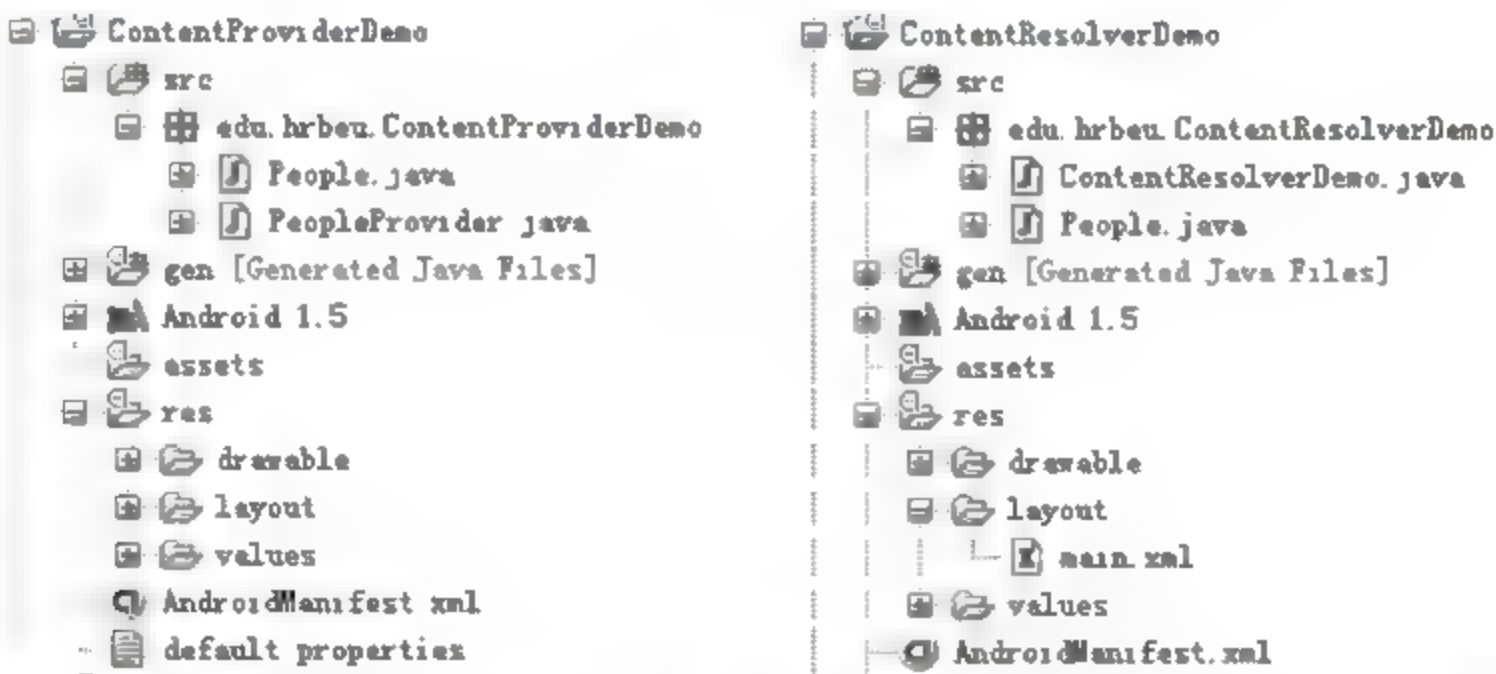 ContentProviderDemo
src
edu.hrbeu.ContentProviderDemo
People.java
PeopleProvider java
gen [Generated Java Files]
Android 1.5
assets
res
drawable
layout
values
AndroidManifest xml
default properties
ContentResolverDemo
src
edu.hrbeu.ContentResolverDemo
ContentResolverDemo.java
People.java
gen [Generated Java Files]
Android 1.5
assets
res
drawable
layout
main.xml
values
AndroidManifest.xml